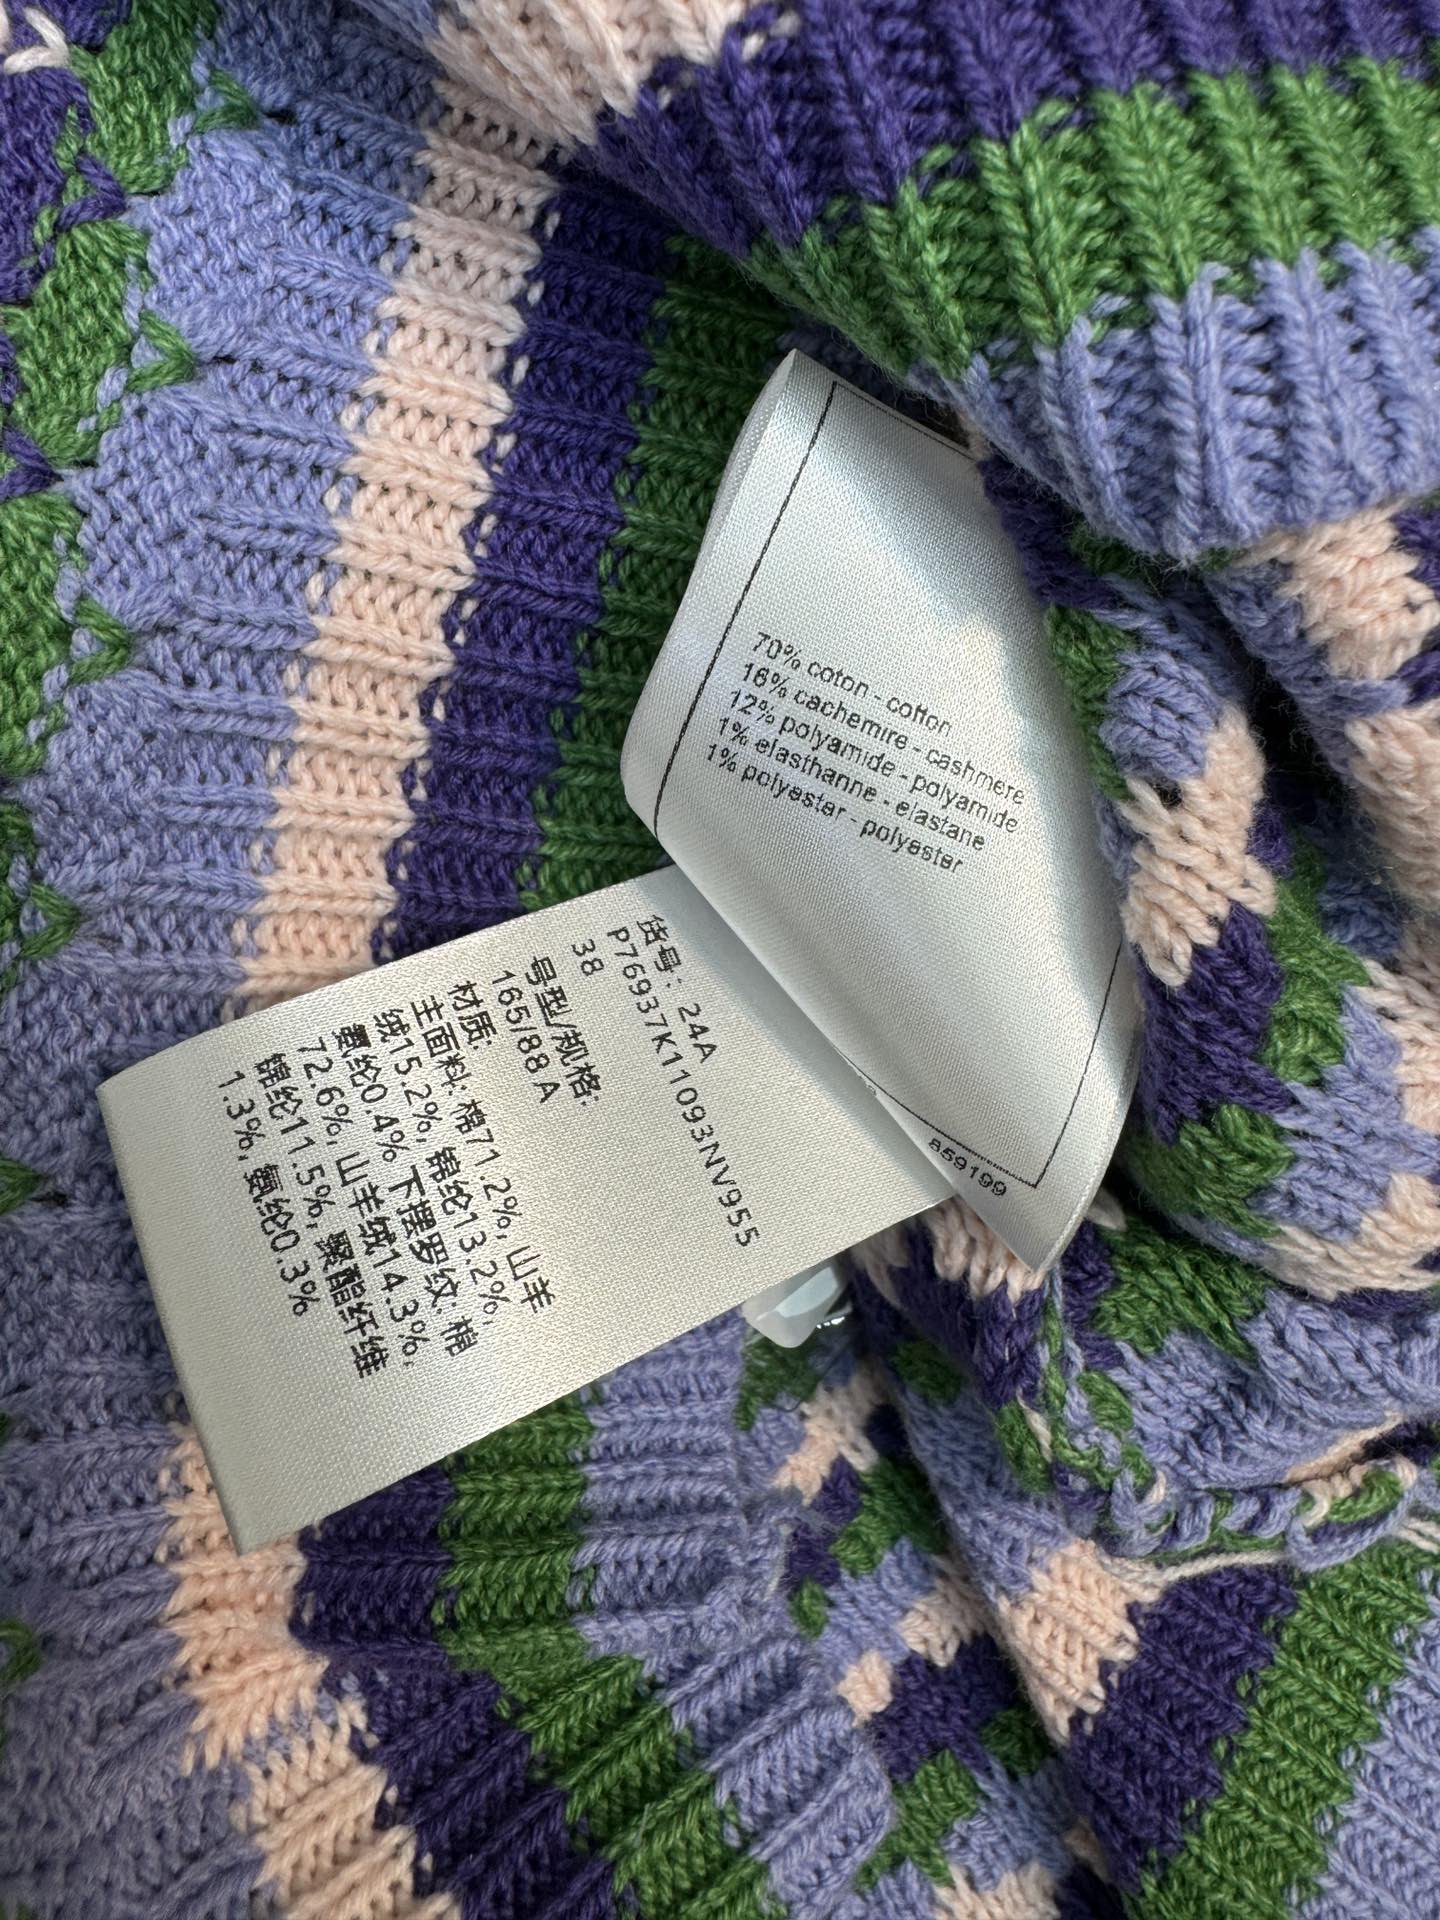 70% coton - cotton
16% cachemire - cashmere
12% polyamide - polyamide
1% elasthanne - elastane
1% polyester - polyester
859199
货号: 24A
P76937K11093NV955
38
号型/规格:
165/88A
材质:
主面料: 棉71.2%, 山羊
绒15.2%, 锦纶13.2%,
氨纶0.4% 下摆罗纹: 棉
72.6%, 山羊绒14.3%,
锦纶11.5%, 聚酯纤维
1.3%, 氨纶0.3%